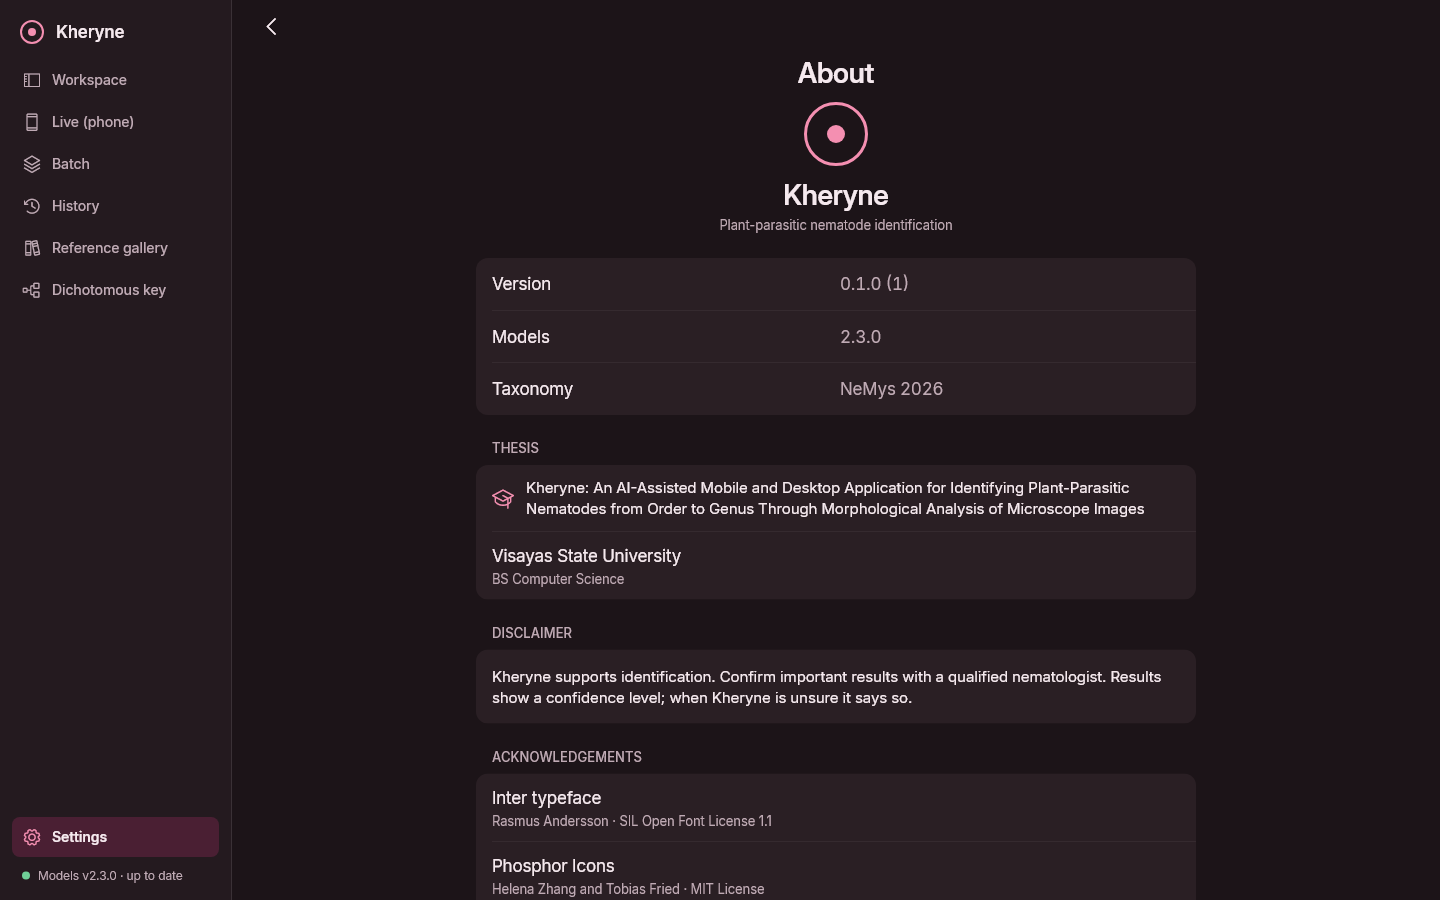 Kheryne
Workspace
Live (phone)
Batch
History
Reference gallery
Dichotomous key
Settings
Models v2.3.0 · up to date
About
Kheryne
Plant-parasitic nematode identification
Version 0.1.0 (1)
Models 2.3.0
Taxonomy NeMys 2026
THESIS
Kheryne: An AI-Assisted Mobile and Desktop Application for Identifying Plant-Parasitic
Nematodes from Order to Genus Through Morphological Analysis of Microscope Images
Visayas State University
BS Computer Science
DISCLAIMER
Kheryne supports identification. Confirm important results with a qualified nematologist. Results
show a confidence level; when Kheryne is unsure it says so.
ACKNOWLEDGEMENTS
Inter typeface
Rasmus Andersson · SIL Open Font License 1.1
Phosphor Icons
Helena Zhang and Tobias Fried · MIT License